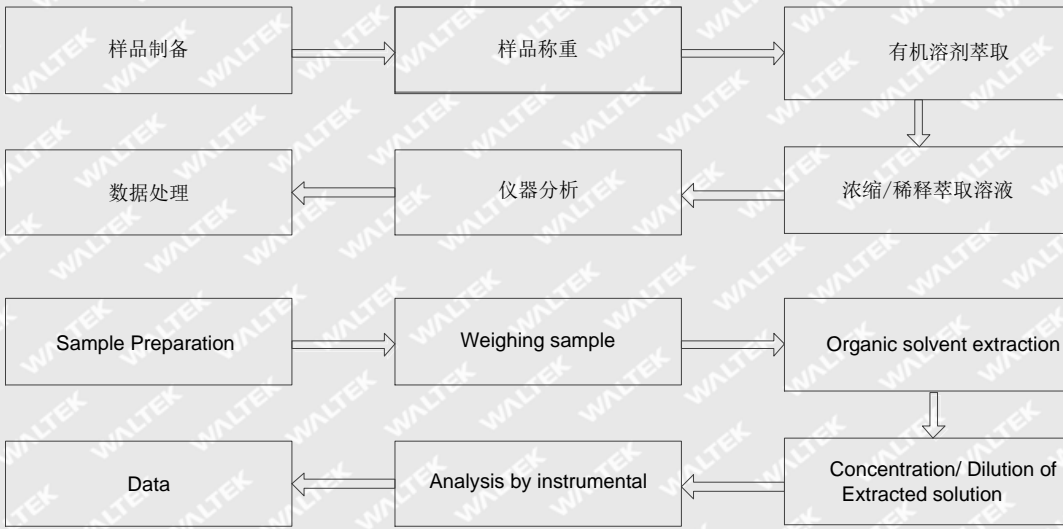 样品制备
样品称重
有机溶剂萃取
数据处理
仪器分析
浓缩/稀释萃取溶液
Sample Preparation
Weighing sample
Organic solvent extraction
Data
Analysis by instrumental
Concentration/ Dilution of
Extracted solution
WALTEK